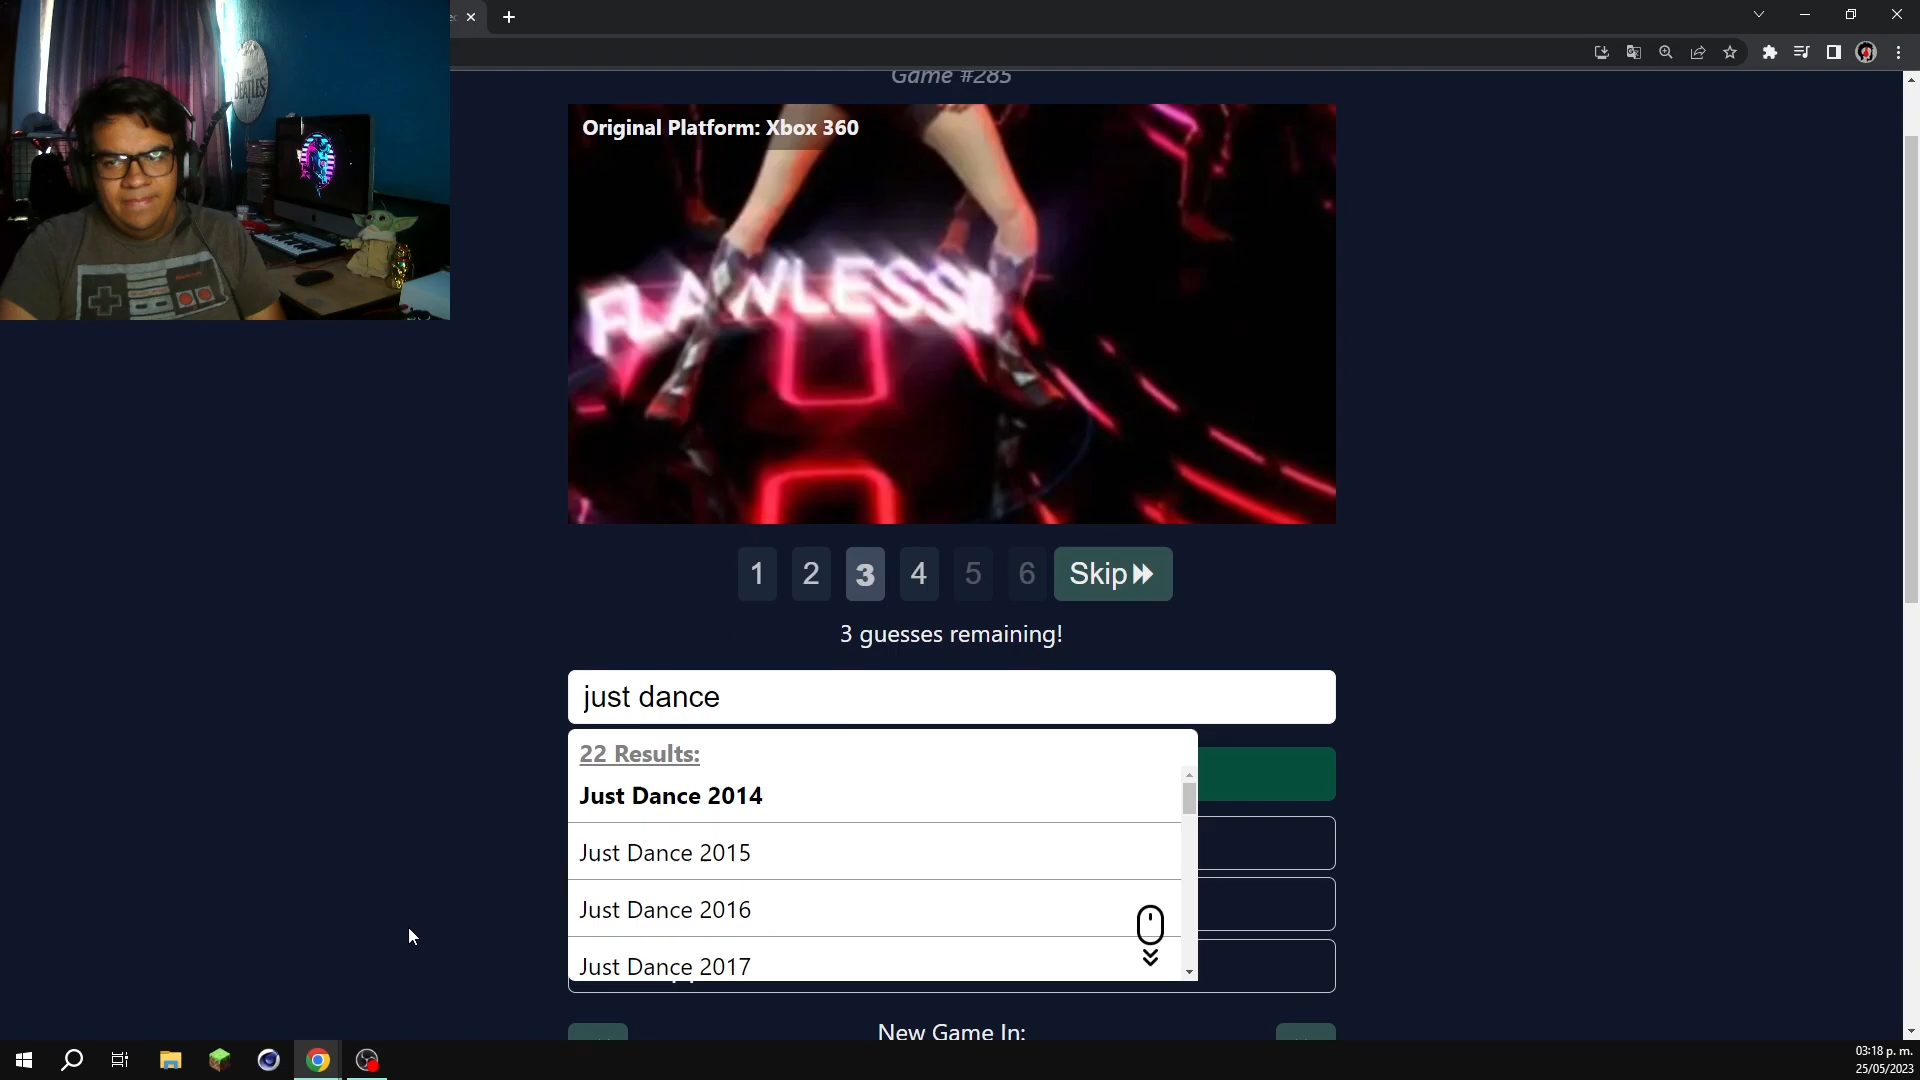 Game #285
Original Platform: Xbox 360
FLAWLESS
1 2 3 4 5 6 Skip
3 guesses remaining!
just dance
22 Results:
Just Dance 2014
Just Dance 2015
Just Dance 2016
Just Dance 2017
New Game In:
BEATLES
03:18 p. m.
25/05/2023